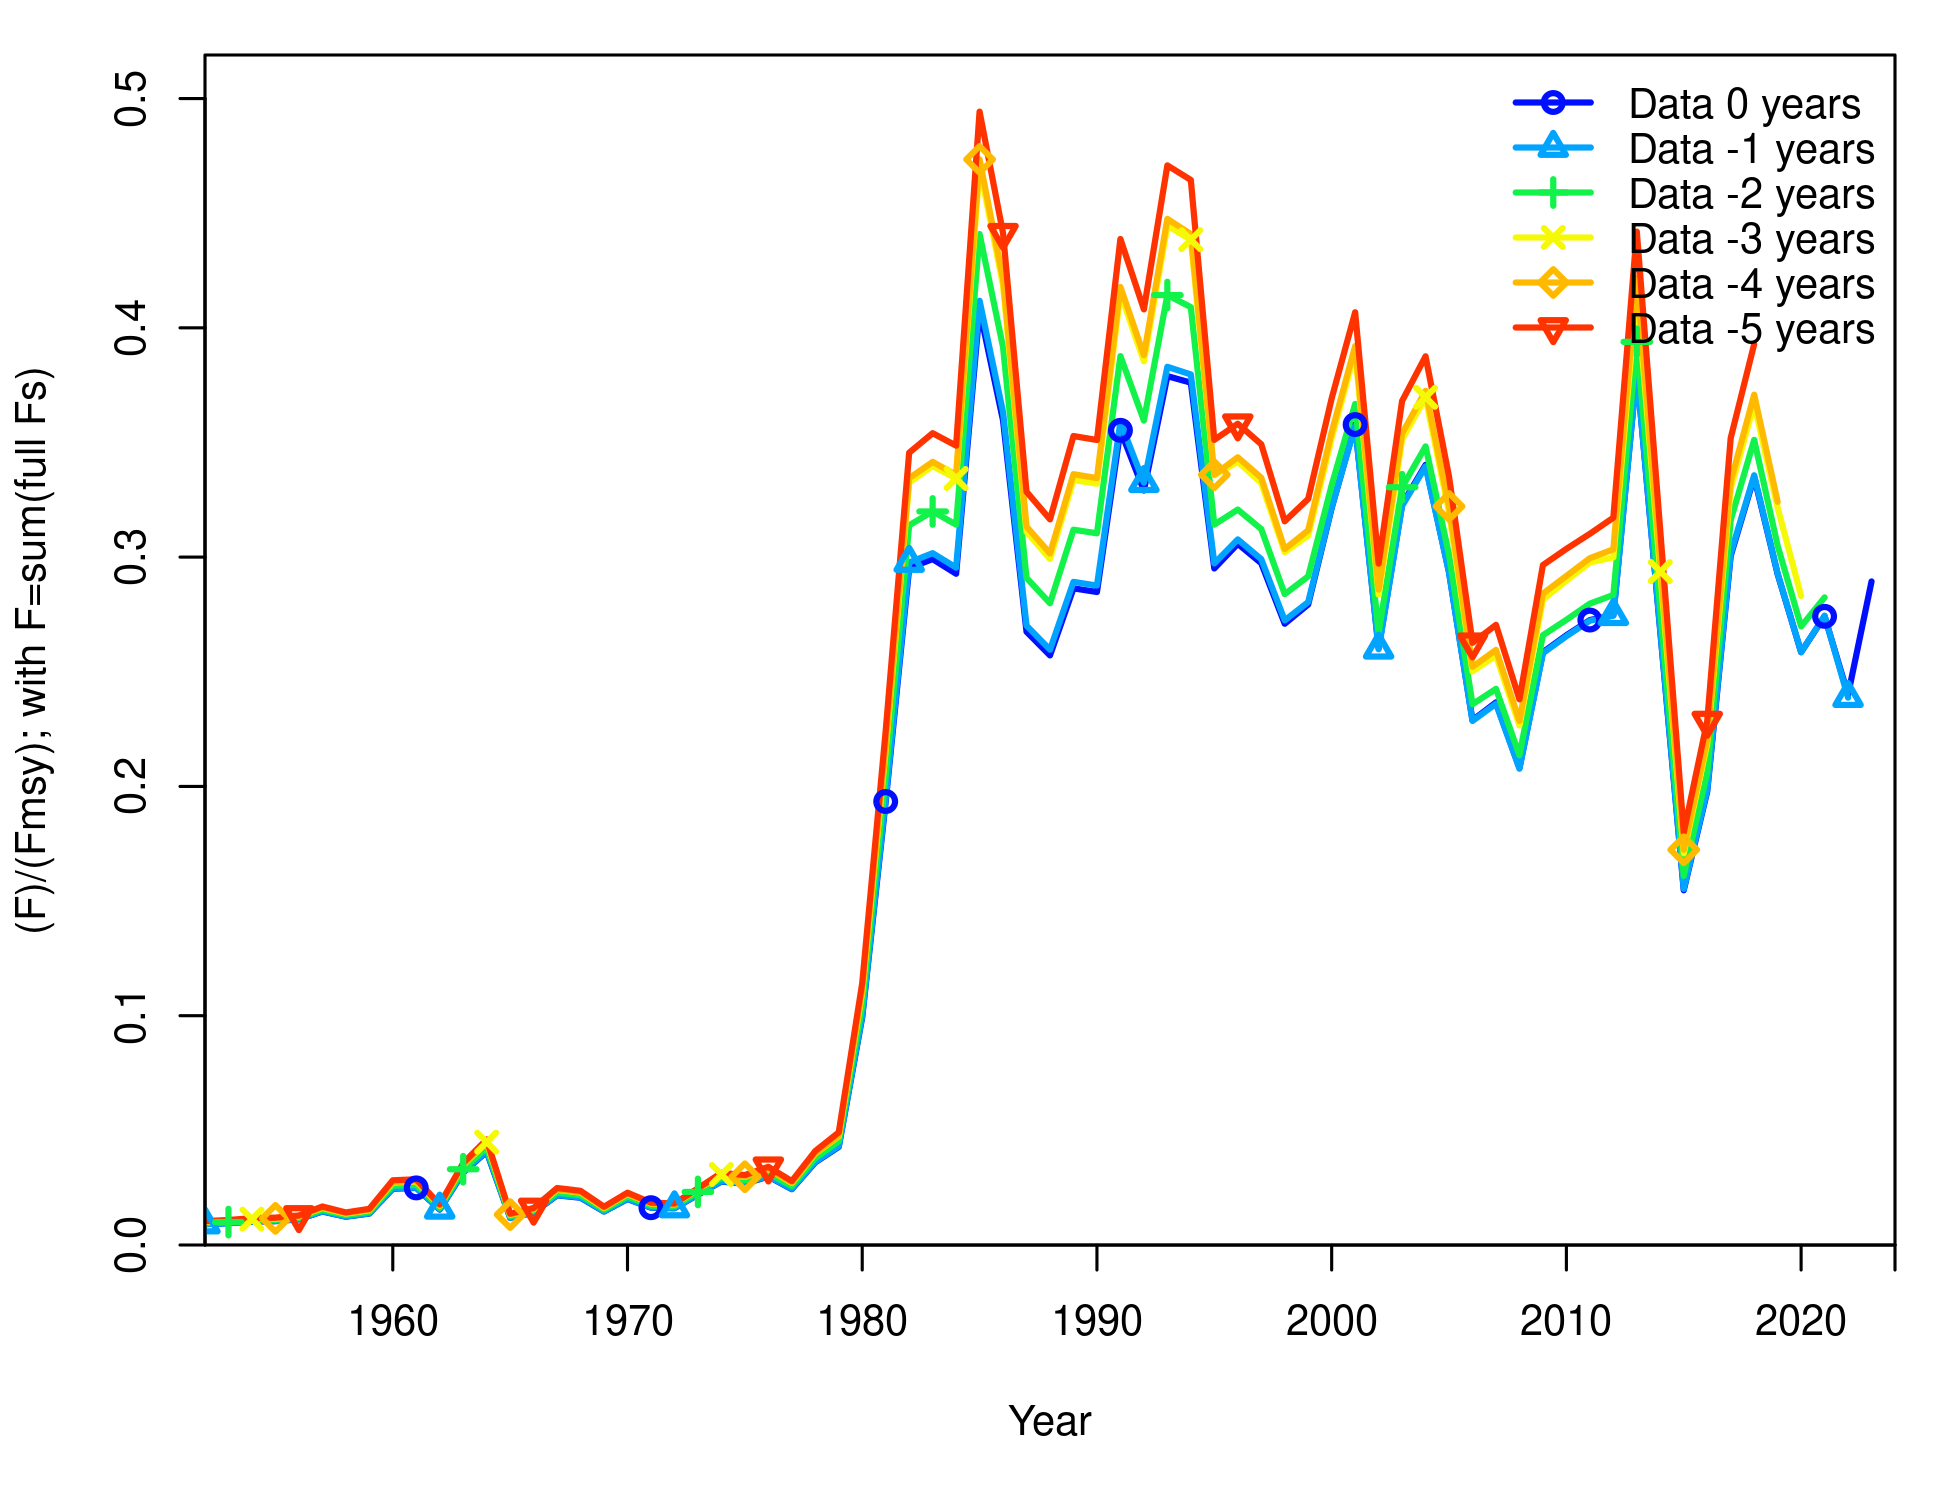 (F)/(Fmsy); with F=sum(full Fs)
0.5
0.4
0.3
0.2
0.1
0.0
Data 0 years
Data -1 years
Data -2 years
Data -3 years
Data -4 years
Data -5 years
1960 1970 1980 1990 2000 2010 2020
Year